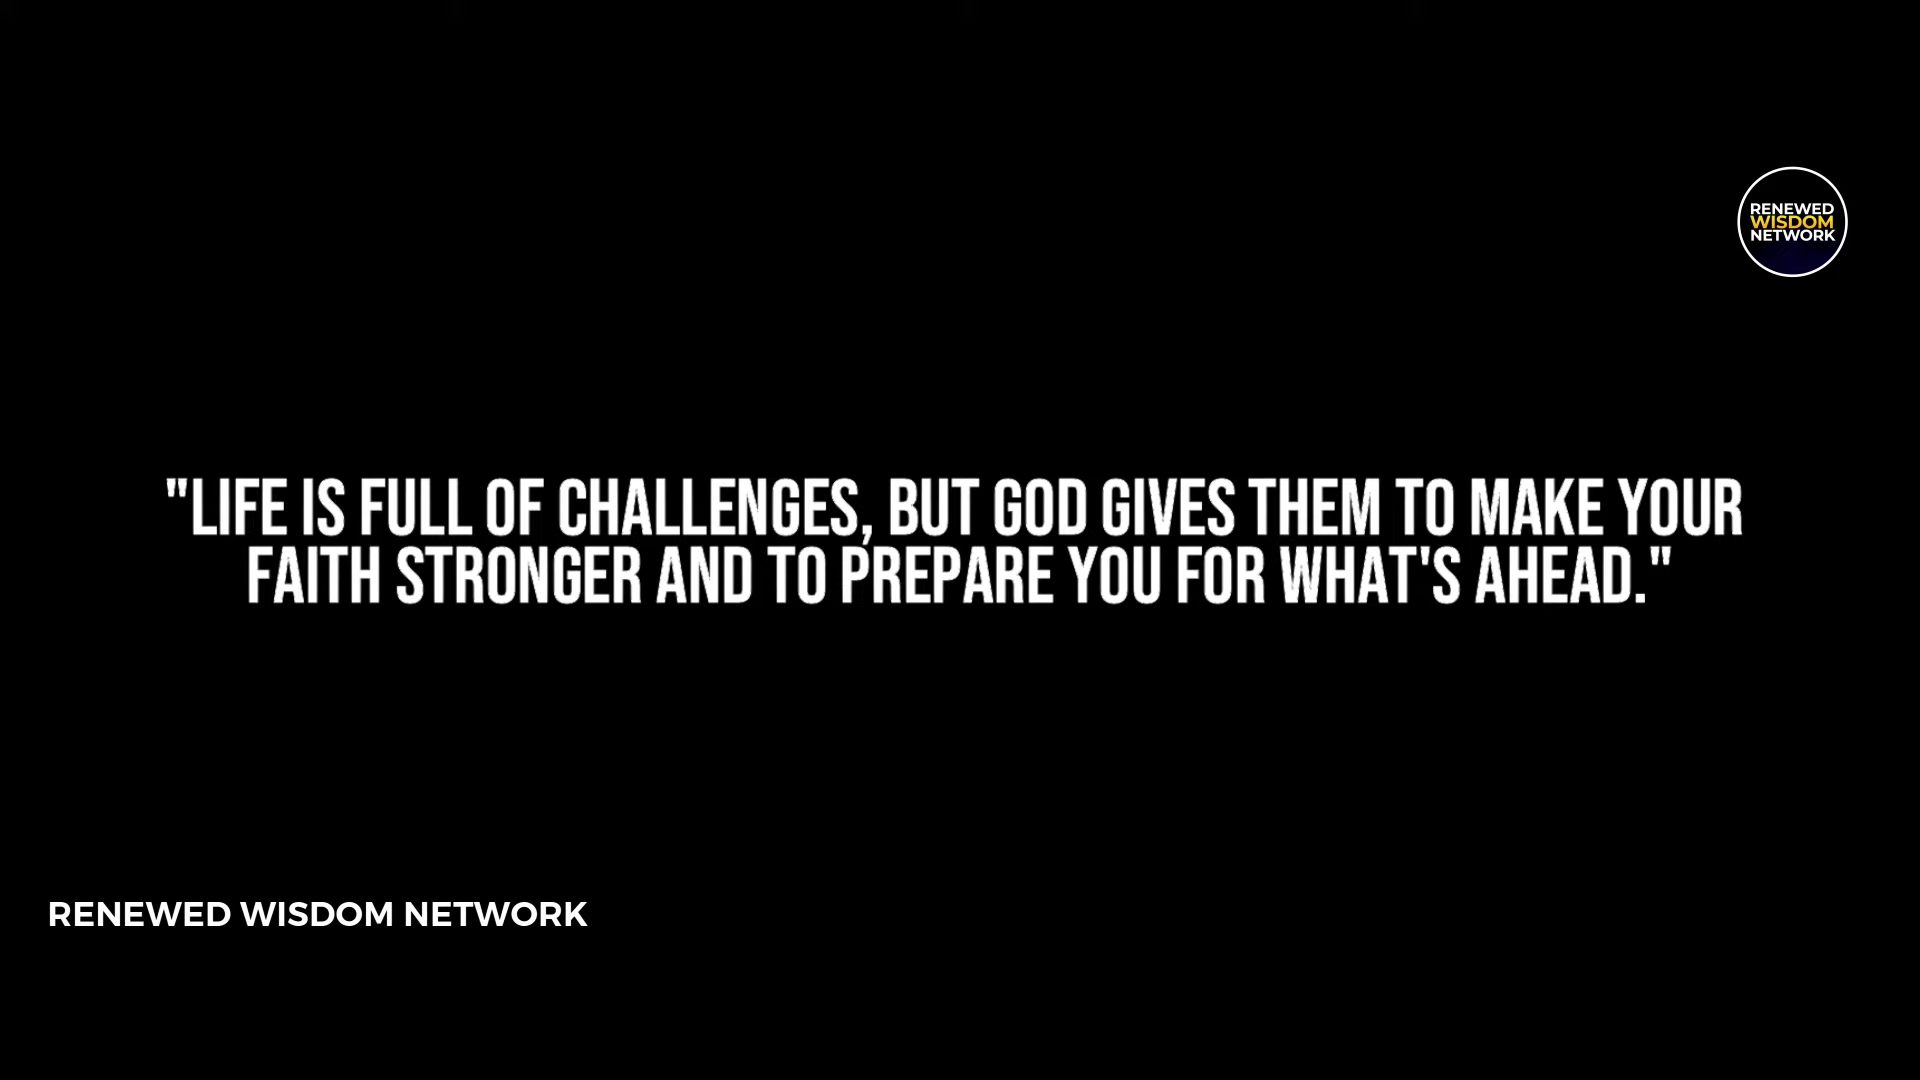 RENEWED
WISDOM
NETWORK
"LIFE IS FULL OF CHALLENGES, BUT GOD GIVES THEM TO MAKE YOUR
FAITH STRONGER AND TO PREPARE YOU FOR WHAT'S AHEAD."
RENEWED WISDOM NETWORK